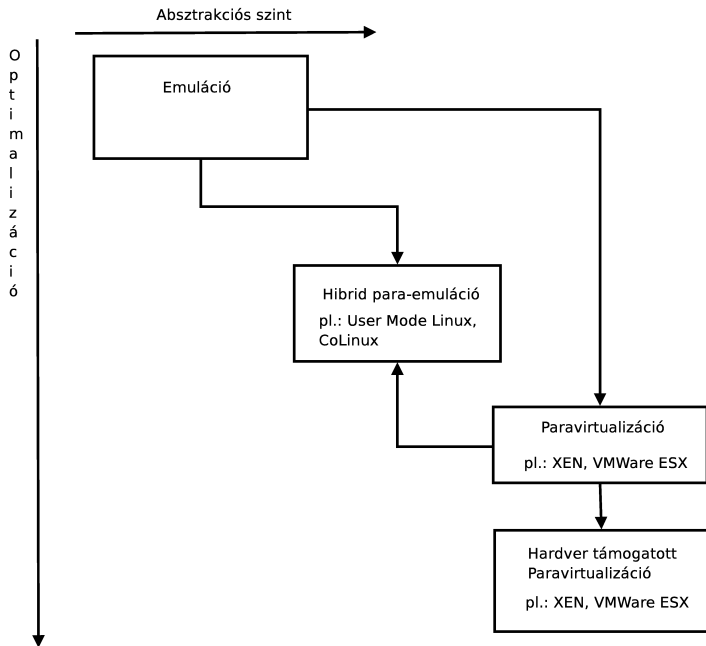 Absztrakciós szint
Optimalizáció
Emuláció
Hibrid para-emuláció
pl.: User Mode Linux,
CoLinux
Paravirtualizáció
pl.: XEN, VMWare ESX
Hardver támogatott
Paravirtualizáció
pl.: XEN, VMWare ESX